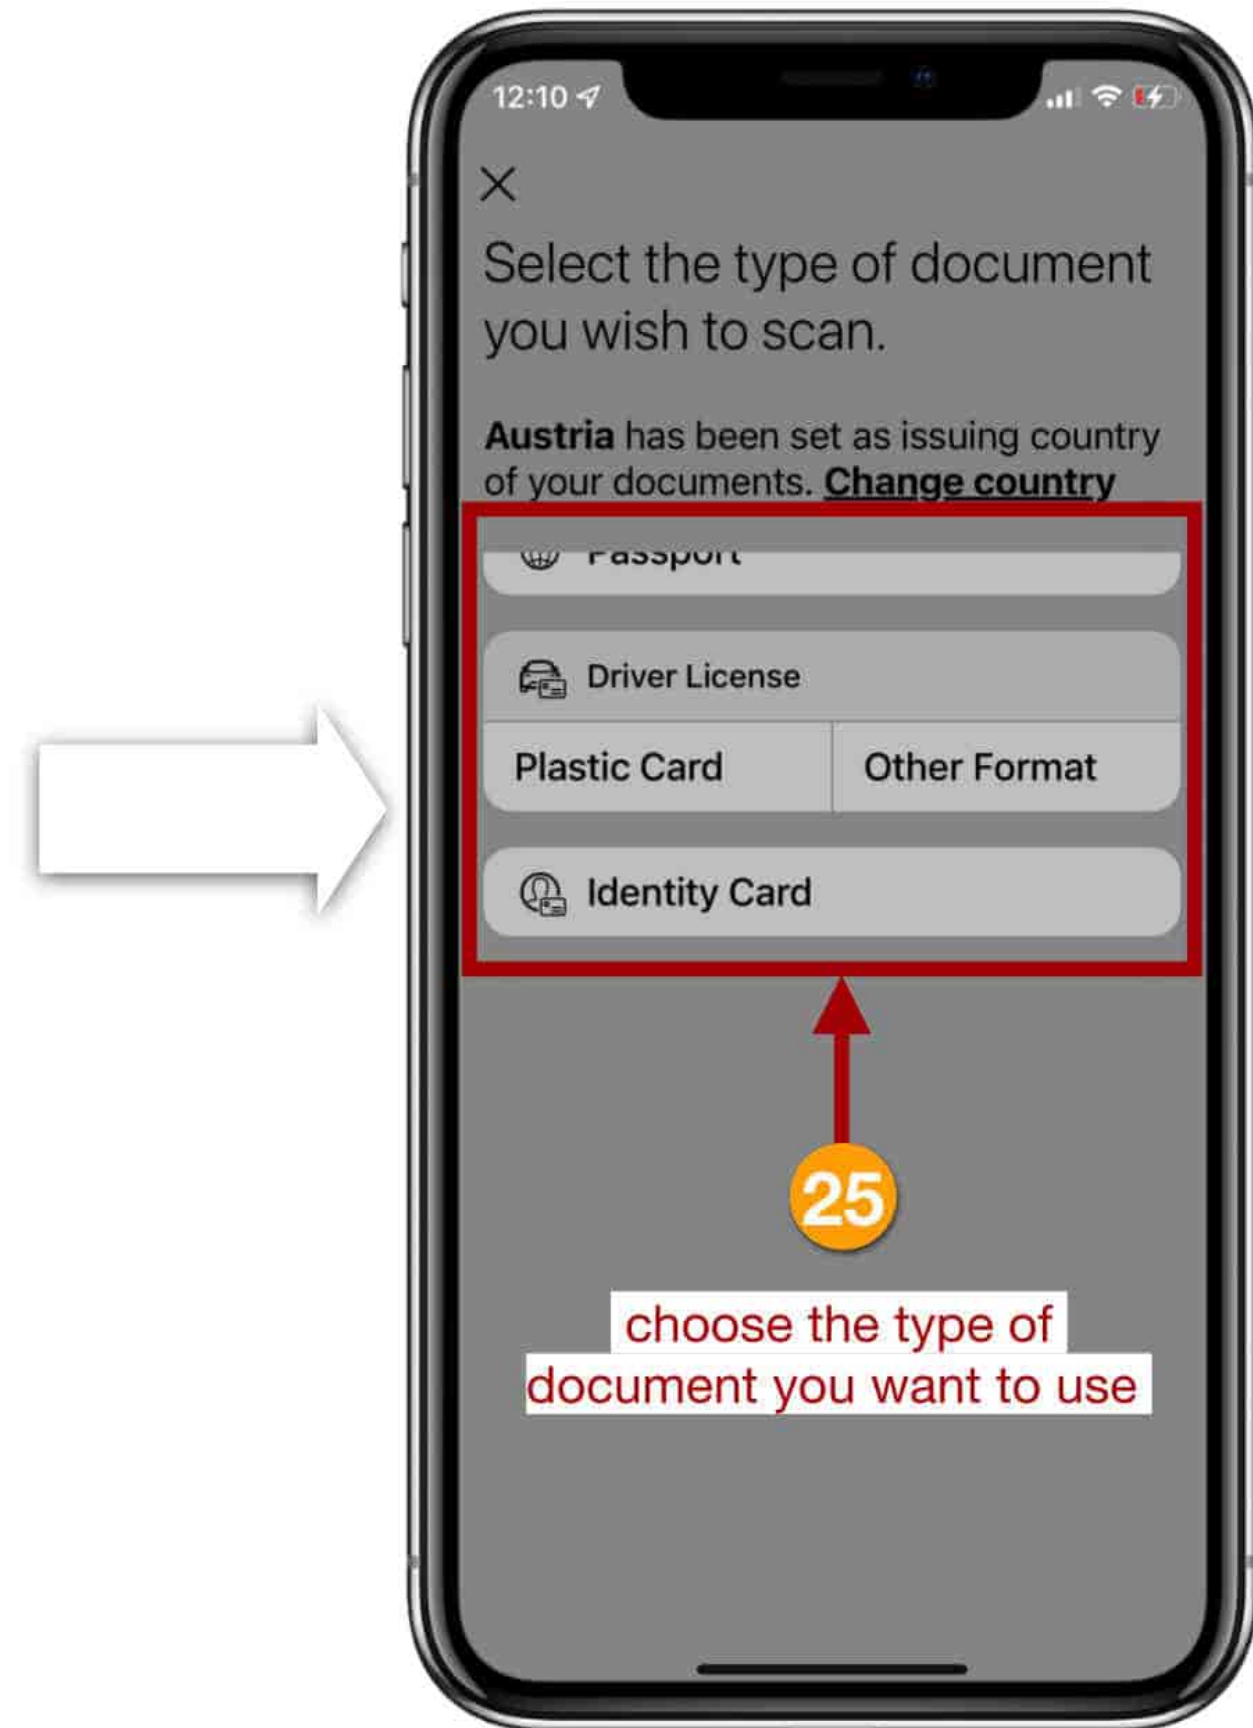 12:10
Select the type of document
you wish to scan.
Austria has been set as issuing country
of your documents. Change country
Passport
Driver License
Plastic Card
Other Format
Identity Card
25
choose the type of
document you want to use